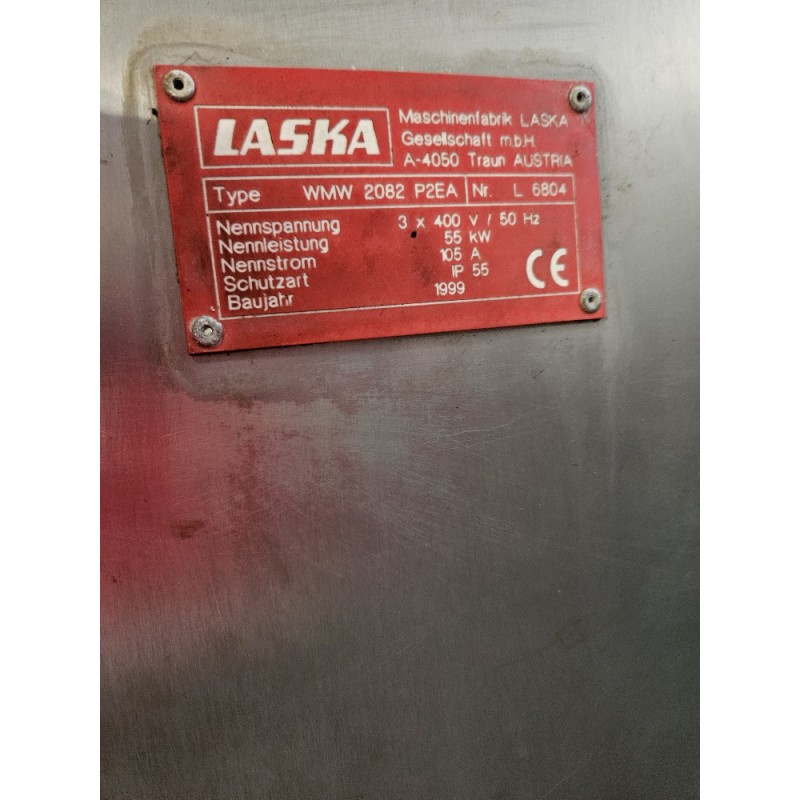 LASKA
Maschinenfabrik LASKA
Gesellschaft m.b.H.
A-4050 Traun AUSTRIA
Type WMW 2082 P2EA Nr. L 6804
Nennspannung 3 x 400 V / 50 Hz
Nennleistung 55 kW
Nennstrom 105 A
Schutzart IP 55
Baujahr 1999
CE